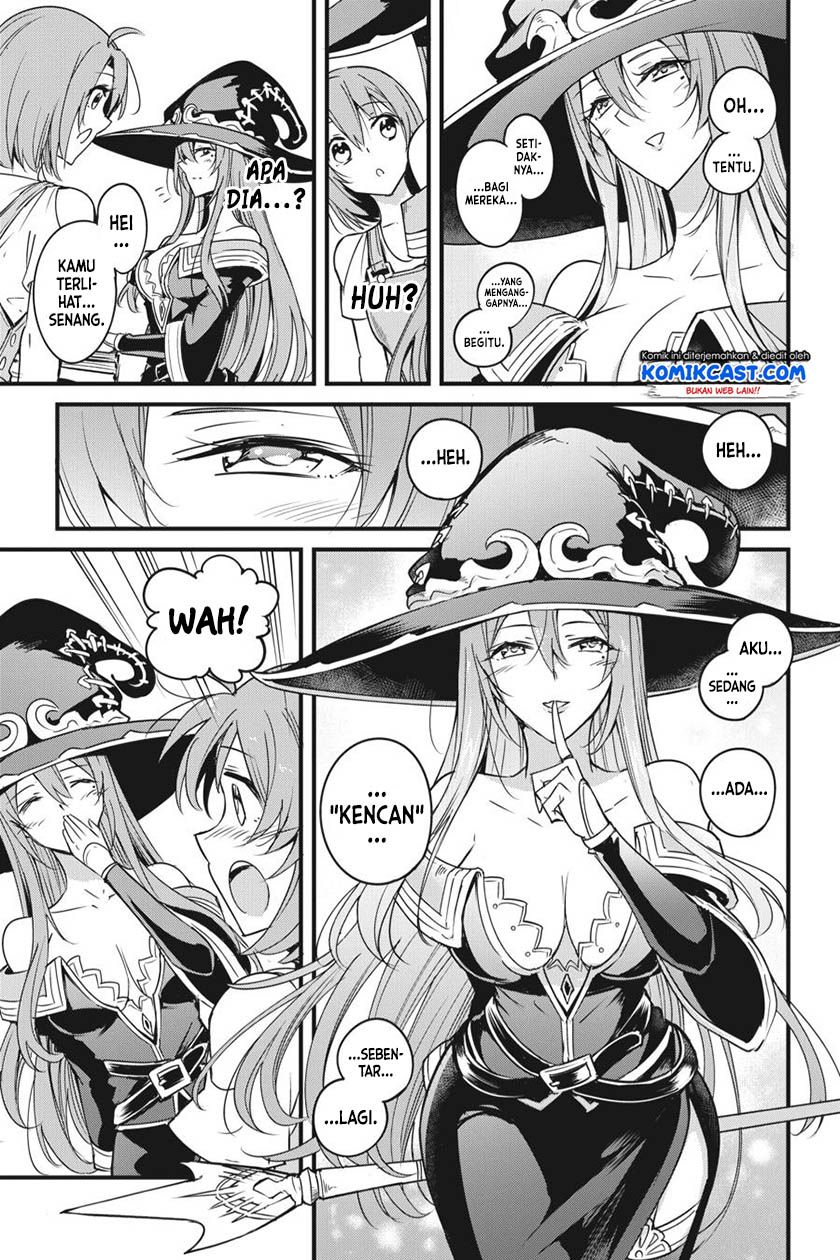 OH...
...
TENTU.
SETI-
DAK-
NYA...
...BAGI
MEREKA...
...YANG
MENGANG-
GAPNYA...
...
BEGITU.
Komik ini diterjemahkan & diedit oleh
KOMIKCAST.COM
BUKAN WEB LAIN!!
HUH?
APA
DIA...?
HEI
...
KAMU
TERLI-
HAT...
SENANG.
HEH...
...HEH.
AKU...
...
SEDANG
...
...ADA...
...
"KENCAN"
...
...SEBEN-
TAR...
...LAGI.
WAH!